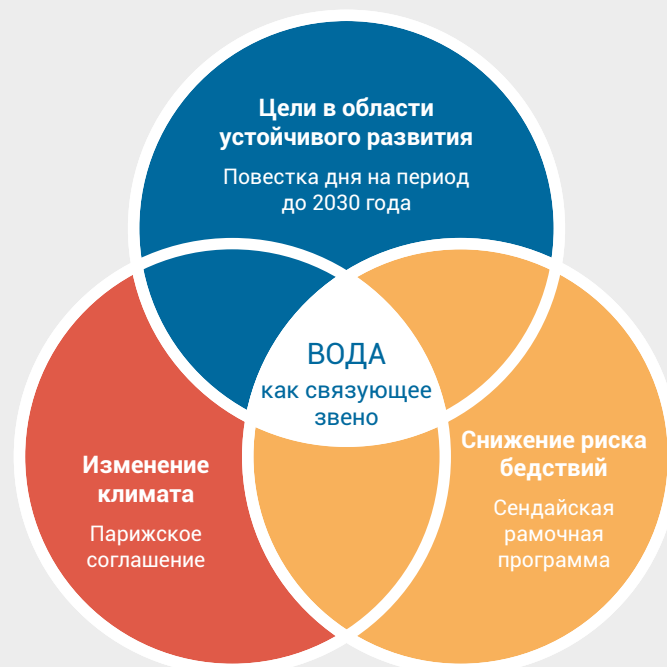 Цели в области
устойчивого развития
Повестка дня на период
до 2030 года
ВОДА
как связующее
звено
Изменение
климата
Парижское
соглашение
Снижение риска
бедствий
Сендайская
рамочная
программа